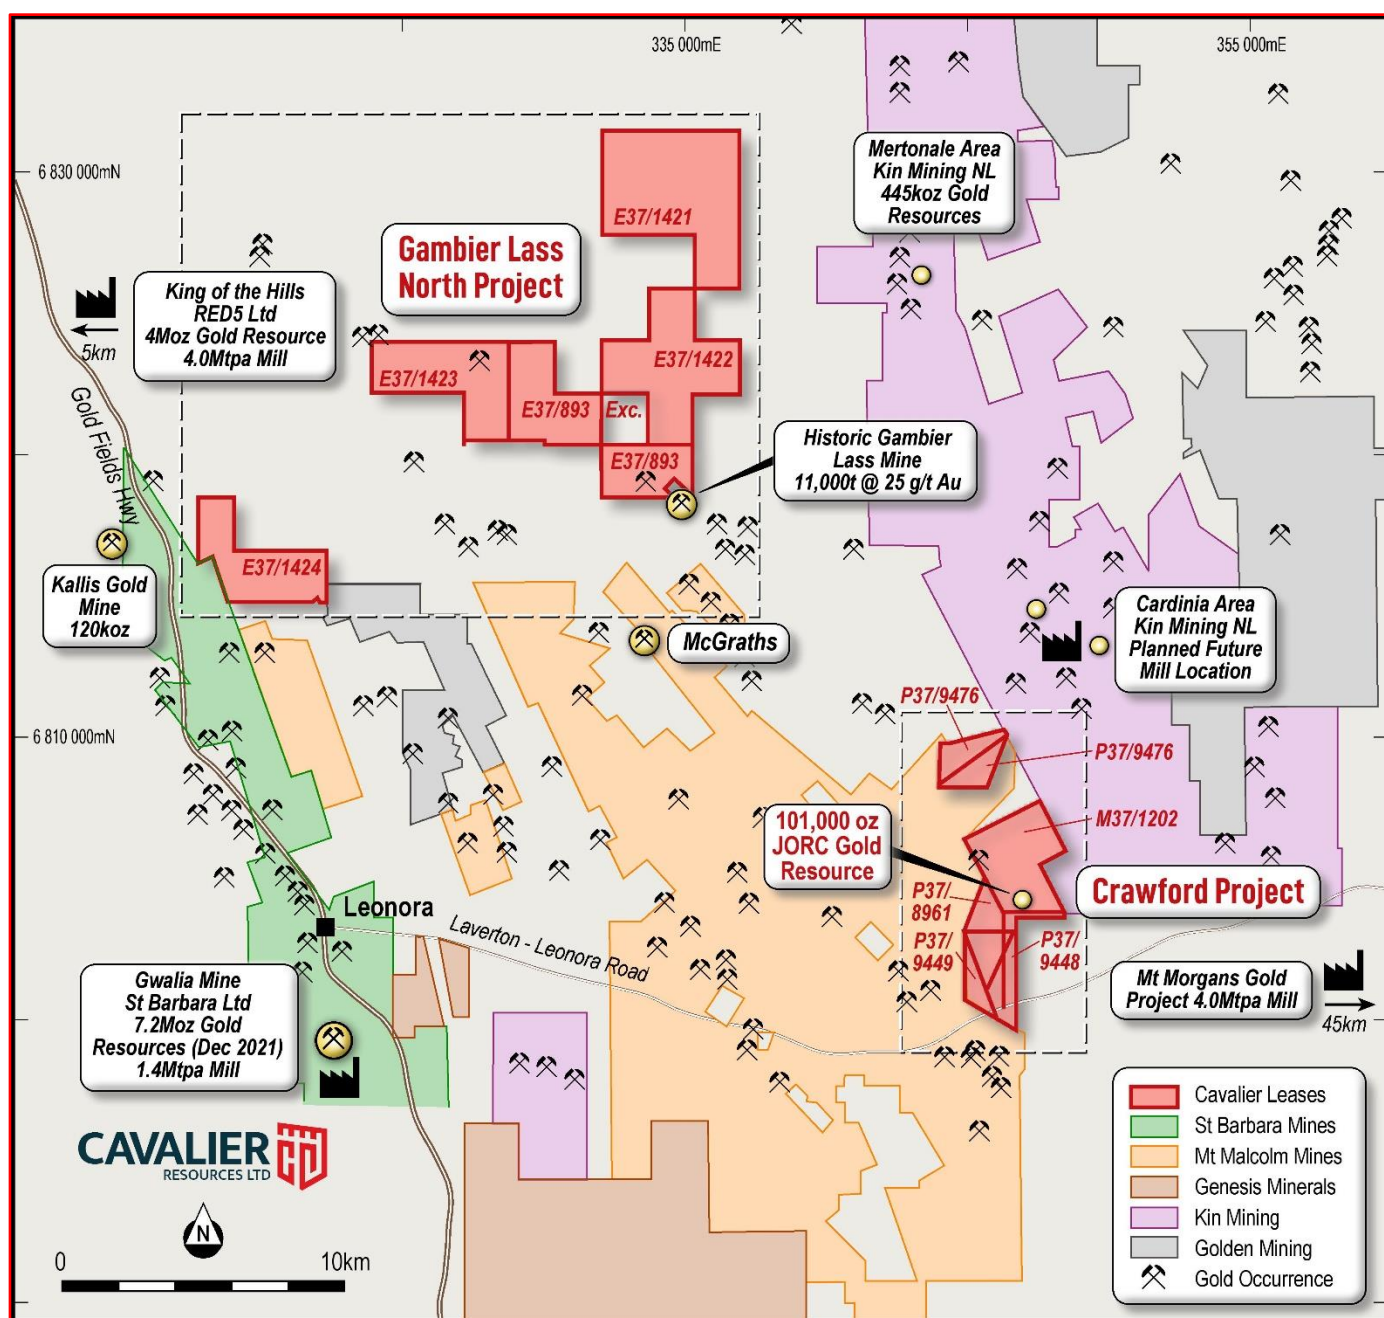 335 000mE
355 000mE
6 830 000mN
Mertonale Area
Kin Mining NL
445koz Gold
Resources
E37/1421
Gambier Lass
North Project
King of the Hills
RED5 Ltd
4Moz Gold Resource
4.0Mtpa Mill
5km
E37/1422
E37/1423
E37/893
Exc.
Gold Fields Hwy
Historic Gambier
Lass Mine
11,000t @ 25 g/t Au
E37/893
E37/1424
Kallis Gold
Mine
120koz
Cardinia Area
Kin Mining NL
Planned Future
Mill Location
McGraths
P37/9476
6 810 000mN
P37/9476
M37/1202
101,000 oz
JORC Gold
Resource
Crawford Project
P37/
8961
Leonora
Laverton - Leonora Road
P37/
9449
P37/
9448
Gwalia Mine
St Barbara Ltd
7.2Moz Gold
Resources (Dec 2021)
1.4Mtpa Mill
Mt Morgans Gold
Project 4.0Mtpa Mill
45km
Cavalier Leases
St Barbara Mines
Mt Malcolm Mines
Genesis Minerals
Kin Mining
Golden Mining
Gold Occurrence
CAVALIER
RESOURCES LTD
N
0
10km